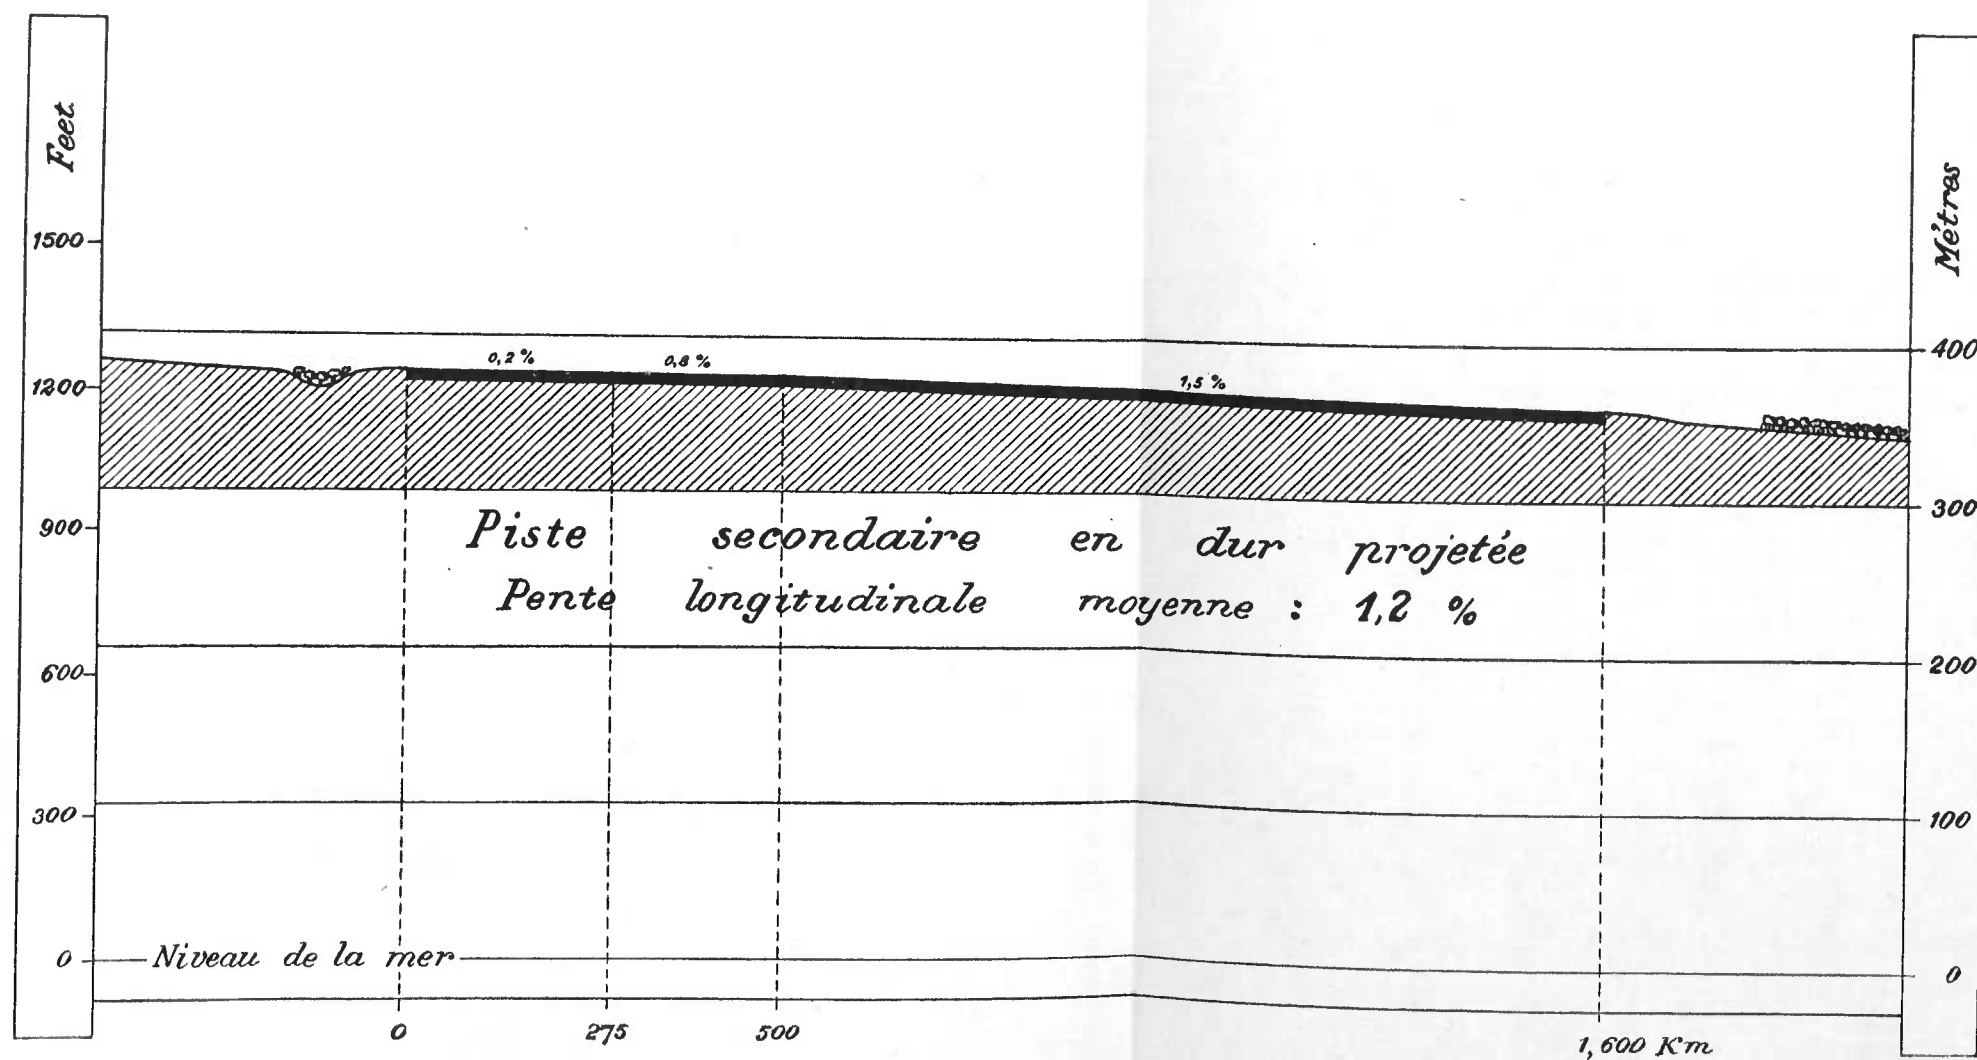 Feet
Métres
1500
1200
900
600
300
0
400
300
200
100
0
0,2 %
0,8 %
1,5 %
Piste secondaire en dur projetée
Pente longitudinale moyenne : 1,2 %
Niveau de la mer
0 275 500 1,600 Km